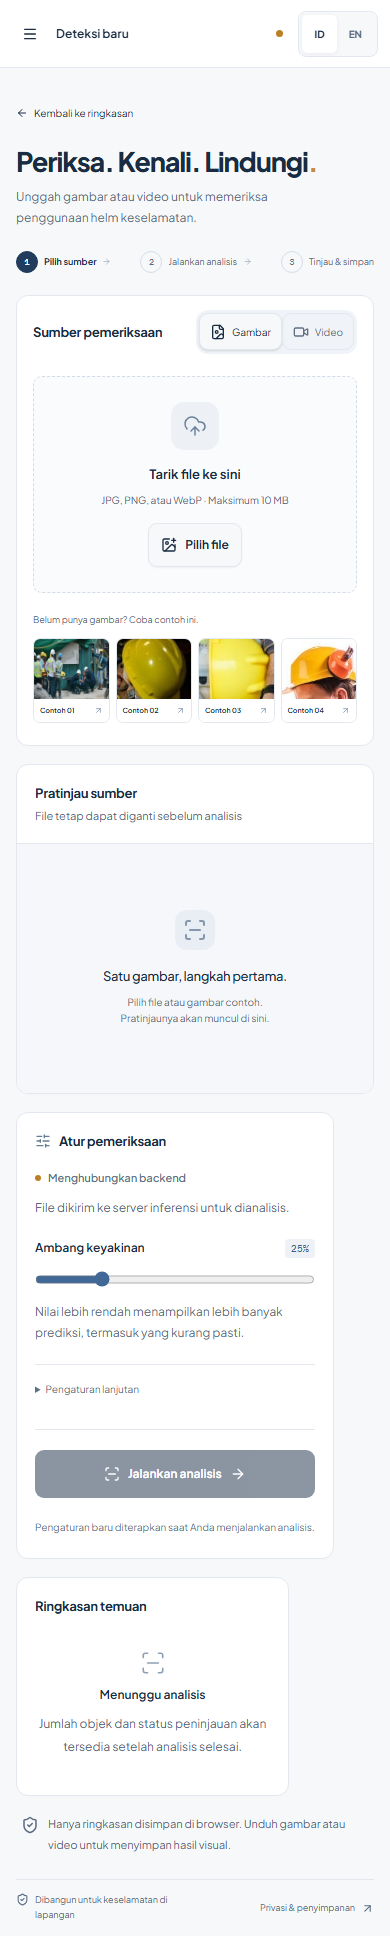 Deteksi baru
ID
EN
Kembali ke ringkasan
Periksa. Kenali. Lindungi.
Unggah gambar atau video untuk memeriksa
penggunaan helm keselamatan.
1 Pilih sumber
2 Jalankan analisis
3 Tinjau & simpan
Sumber pemeriksaan
Gambar
Video
Tarik file ke sini
JPG, PNG, atau WebP · Maksimum 10 MB
Pilih file
Belum punya gambar? Coba contoh ini.
Contoh 01
Contoh 02
Contoh 03
Contoh 04
Pratinjau sumber
File tetap dapat diganti sebelum analisis
Satu gambar, langkah pertama.
Pilih file atau gambar contoh.
Pratinjaunya akan muncul di sini.
Atur pemeriksaan
Menghubungkan backend
File dikirim ke server inferensi untuk dianalisis.
Ambang keyakinan
25%
Nilai lebih rendah menampilkan lebih banyak
prediksi, termasuk yang kurang pasti.
Pengaturan lanjutan
Jalankan analisis
Pengaturan baru diterapkan saat Anda menjalankan analisis.
Ringkasan temuan
Menunggu analisis
Jumlah objek dan status peninjauan akan
tersedia setelah analisis selesai.
Hanya ringkasan disimpan di browser. Unduh gambar atau
video untuk menyimpan hasil visual.
Dibangun untuk keselamatan di
lapangan
Privasi & penyimpanan